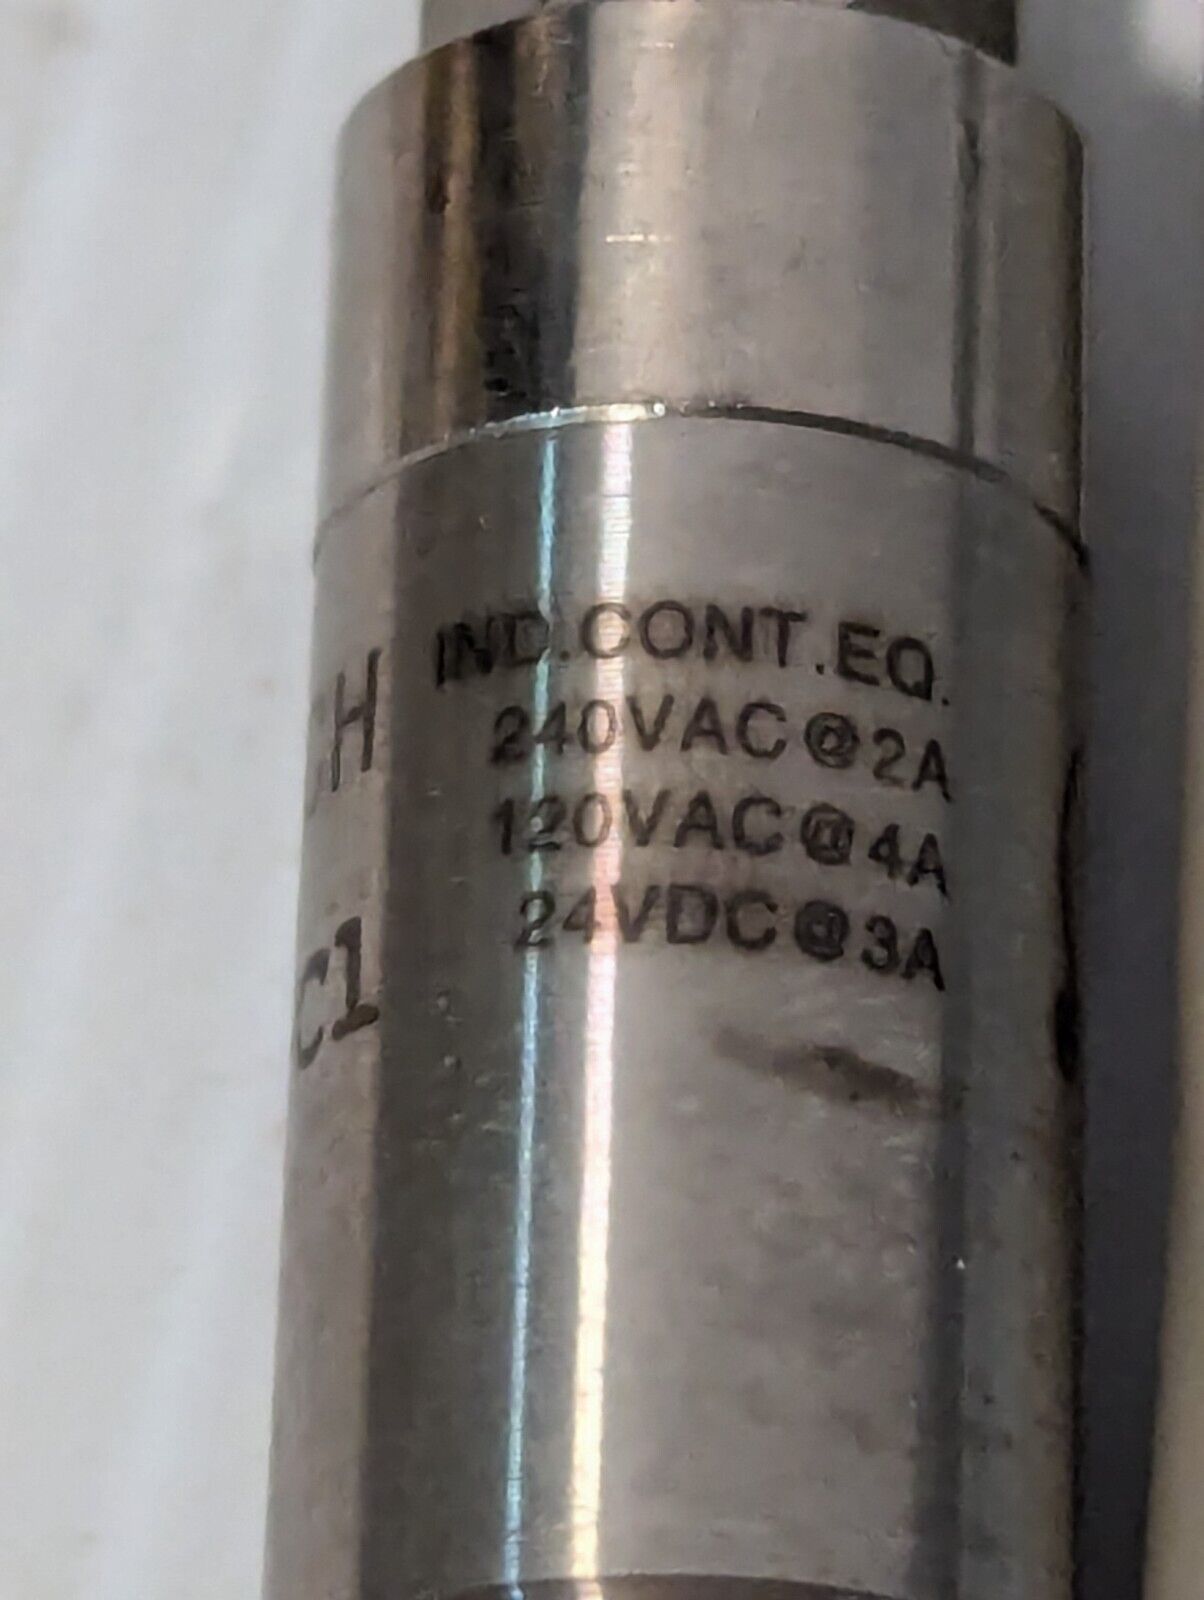 IND.CONT.EQ.
240VAC@2A
120VAC@4A
24VDC@3A